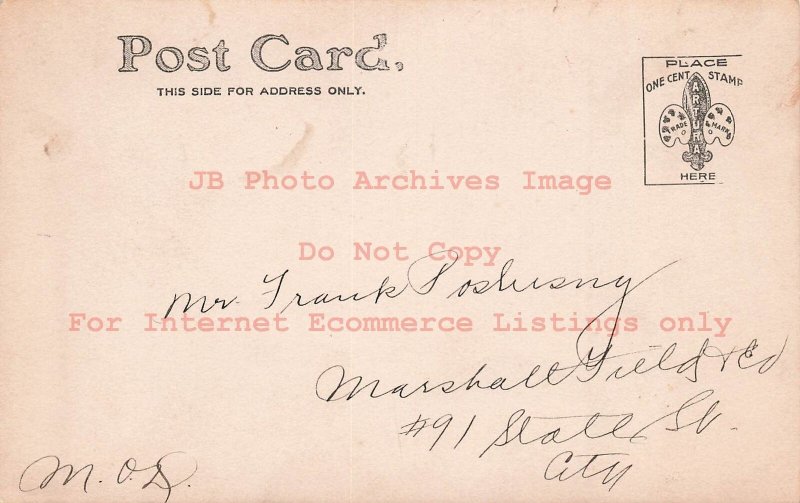 Post Card.
THIS SIDE FOR ADDRESS ONLY.
PLACE
ONE CENT STAMP
ARTURA
TRADE MARK
HERE
JB Photo Archives Image
Do Not Copy
Mr. Frank Poslusny
For Internet Ecommerce Listings only
Marshall Field & Co
#91 State St.
City
M.O.D.